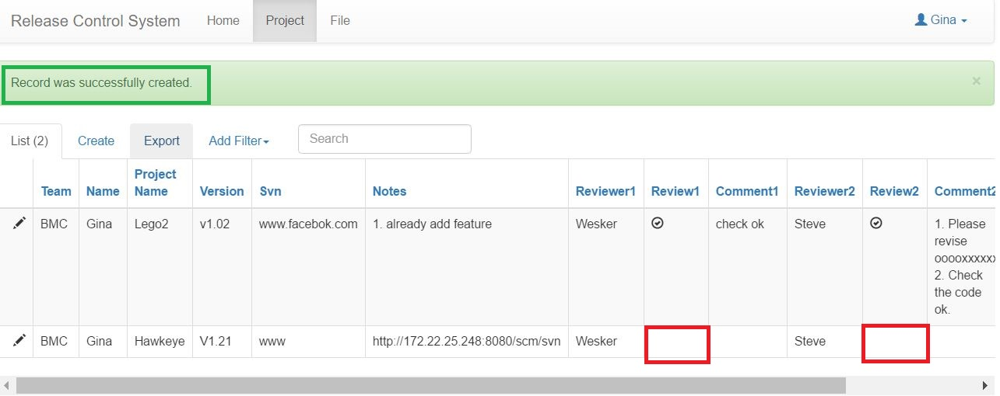 Release Control System Home Project File Gina
Record was successfully created. ×
List (2) Create Export Add Filter Search
Team Name Project Name Version Svn Notes Reviewer1 Review1 Comment1 Reviewer2 Review2 Comment2
BMC Gina Lego2 v1.02 www.facebok.com 1. already add feature Wesker check ok Steve 1. Please
revise
ooooxxxxxx
2. Check
the code
ok.
BMC Gina Hawkeye V1.21 www http://172.22.25.248:8080/scm/svn Wesker Steve